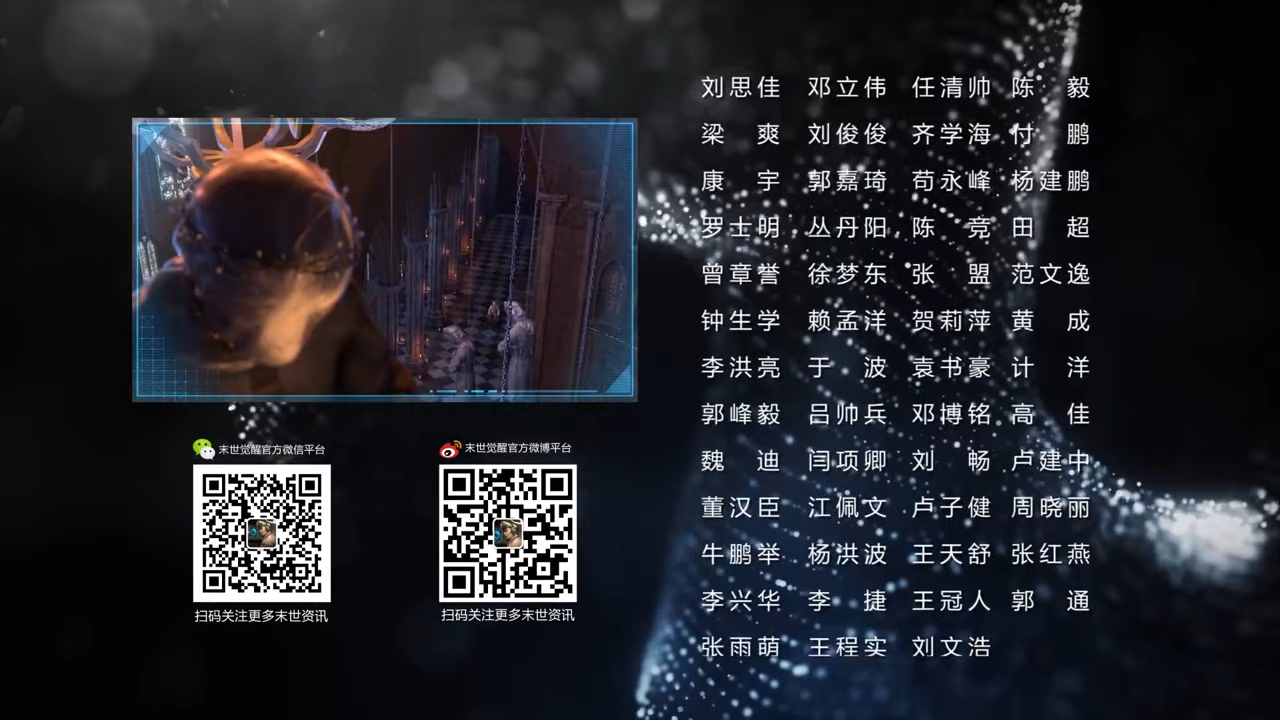 刘思佳 邓立伟 任清帅 陈毅
梁爽 刘俊俊 齐学海 付鹏
康宇 郭嘉琦 苟永峰 杨建鹏
罗士明 丛丹阳 陈竞 田超
曾章誉 徐梦东 张盟 范文逸
钟生学 赖孟洋 贺莉萍 黄成
李洪亮 于波 袁书豪 计洋
郭峰毅 吕帅兵 邓博铭 高佳
魏迪 闫项卿 刘畅 卢建中
董汉臣 江佩文 卢子健 周晓丽
牛鹏举 杨洪波 王天舒 张红燕
李兴华 李捷 王冠人 郭通
张雨萌 王程实 刘文浩
末世觉醒官方微信平台
扫码关注更多末世资讯
末世觉醒官方微博平台
扫码关注更多末世资讯